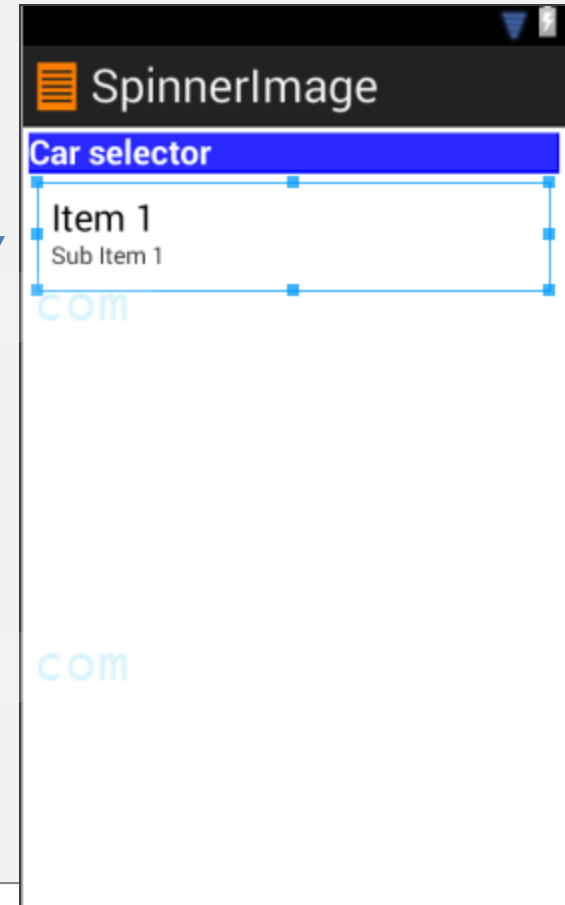 SpinnerImage
Car selector
Item 1
Sub Item 1
com
com